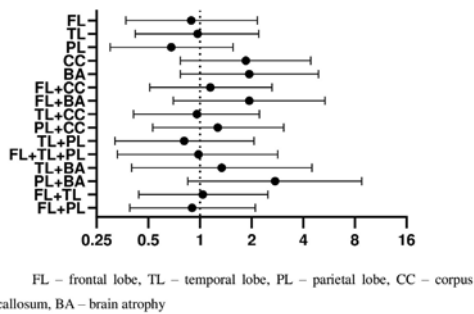 FL
TL
PL
CC
BA
FL+CC
FL+BA
TL+CC
PL+CC
TL+PL
FL+TL+PL
TL+BA
PL+BA
FL+TL
FL+PL
0.25 0.5 1 2 4 8 16
FL – frontal lobe, TL – temporal lobe, PL – parietal lobe, CC – corpus
callosum, BA – brain atrophy